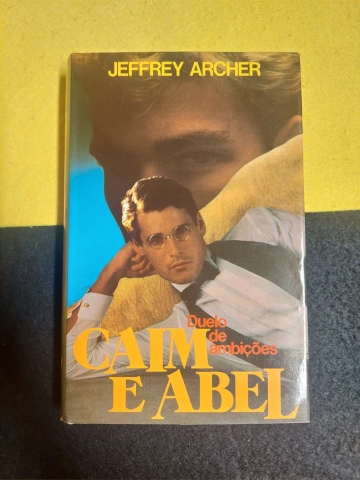 JEFFREY ARCHER
Duelo
de
ambições
CAIM
E ABEL